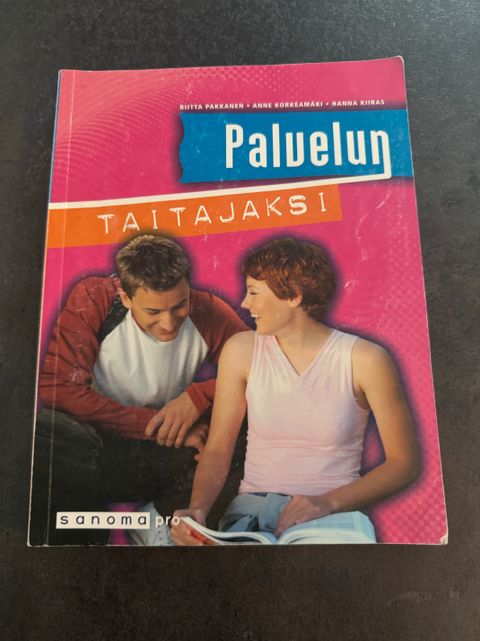 RIITTA PAKKANEN • ANNE KORKEAMÄKI • HANNA KIIRAS
Palvelun
TAITAJAKSI
sanoma pro